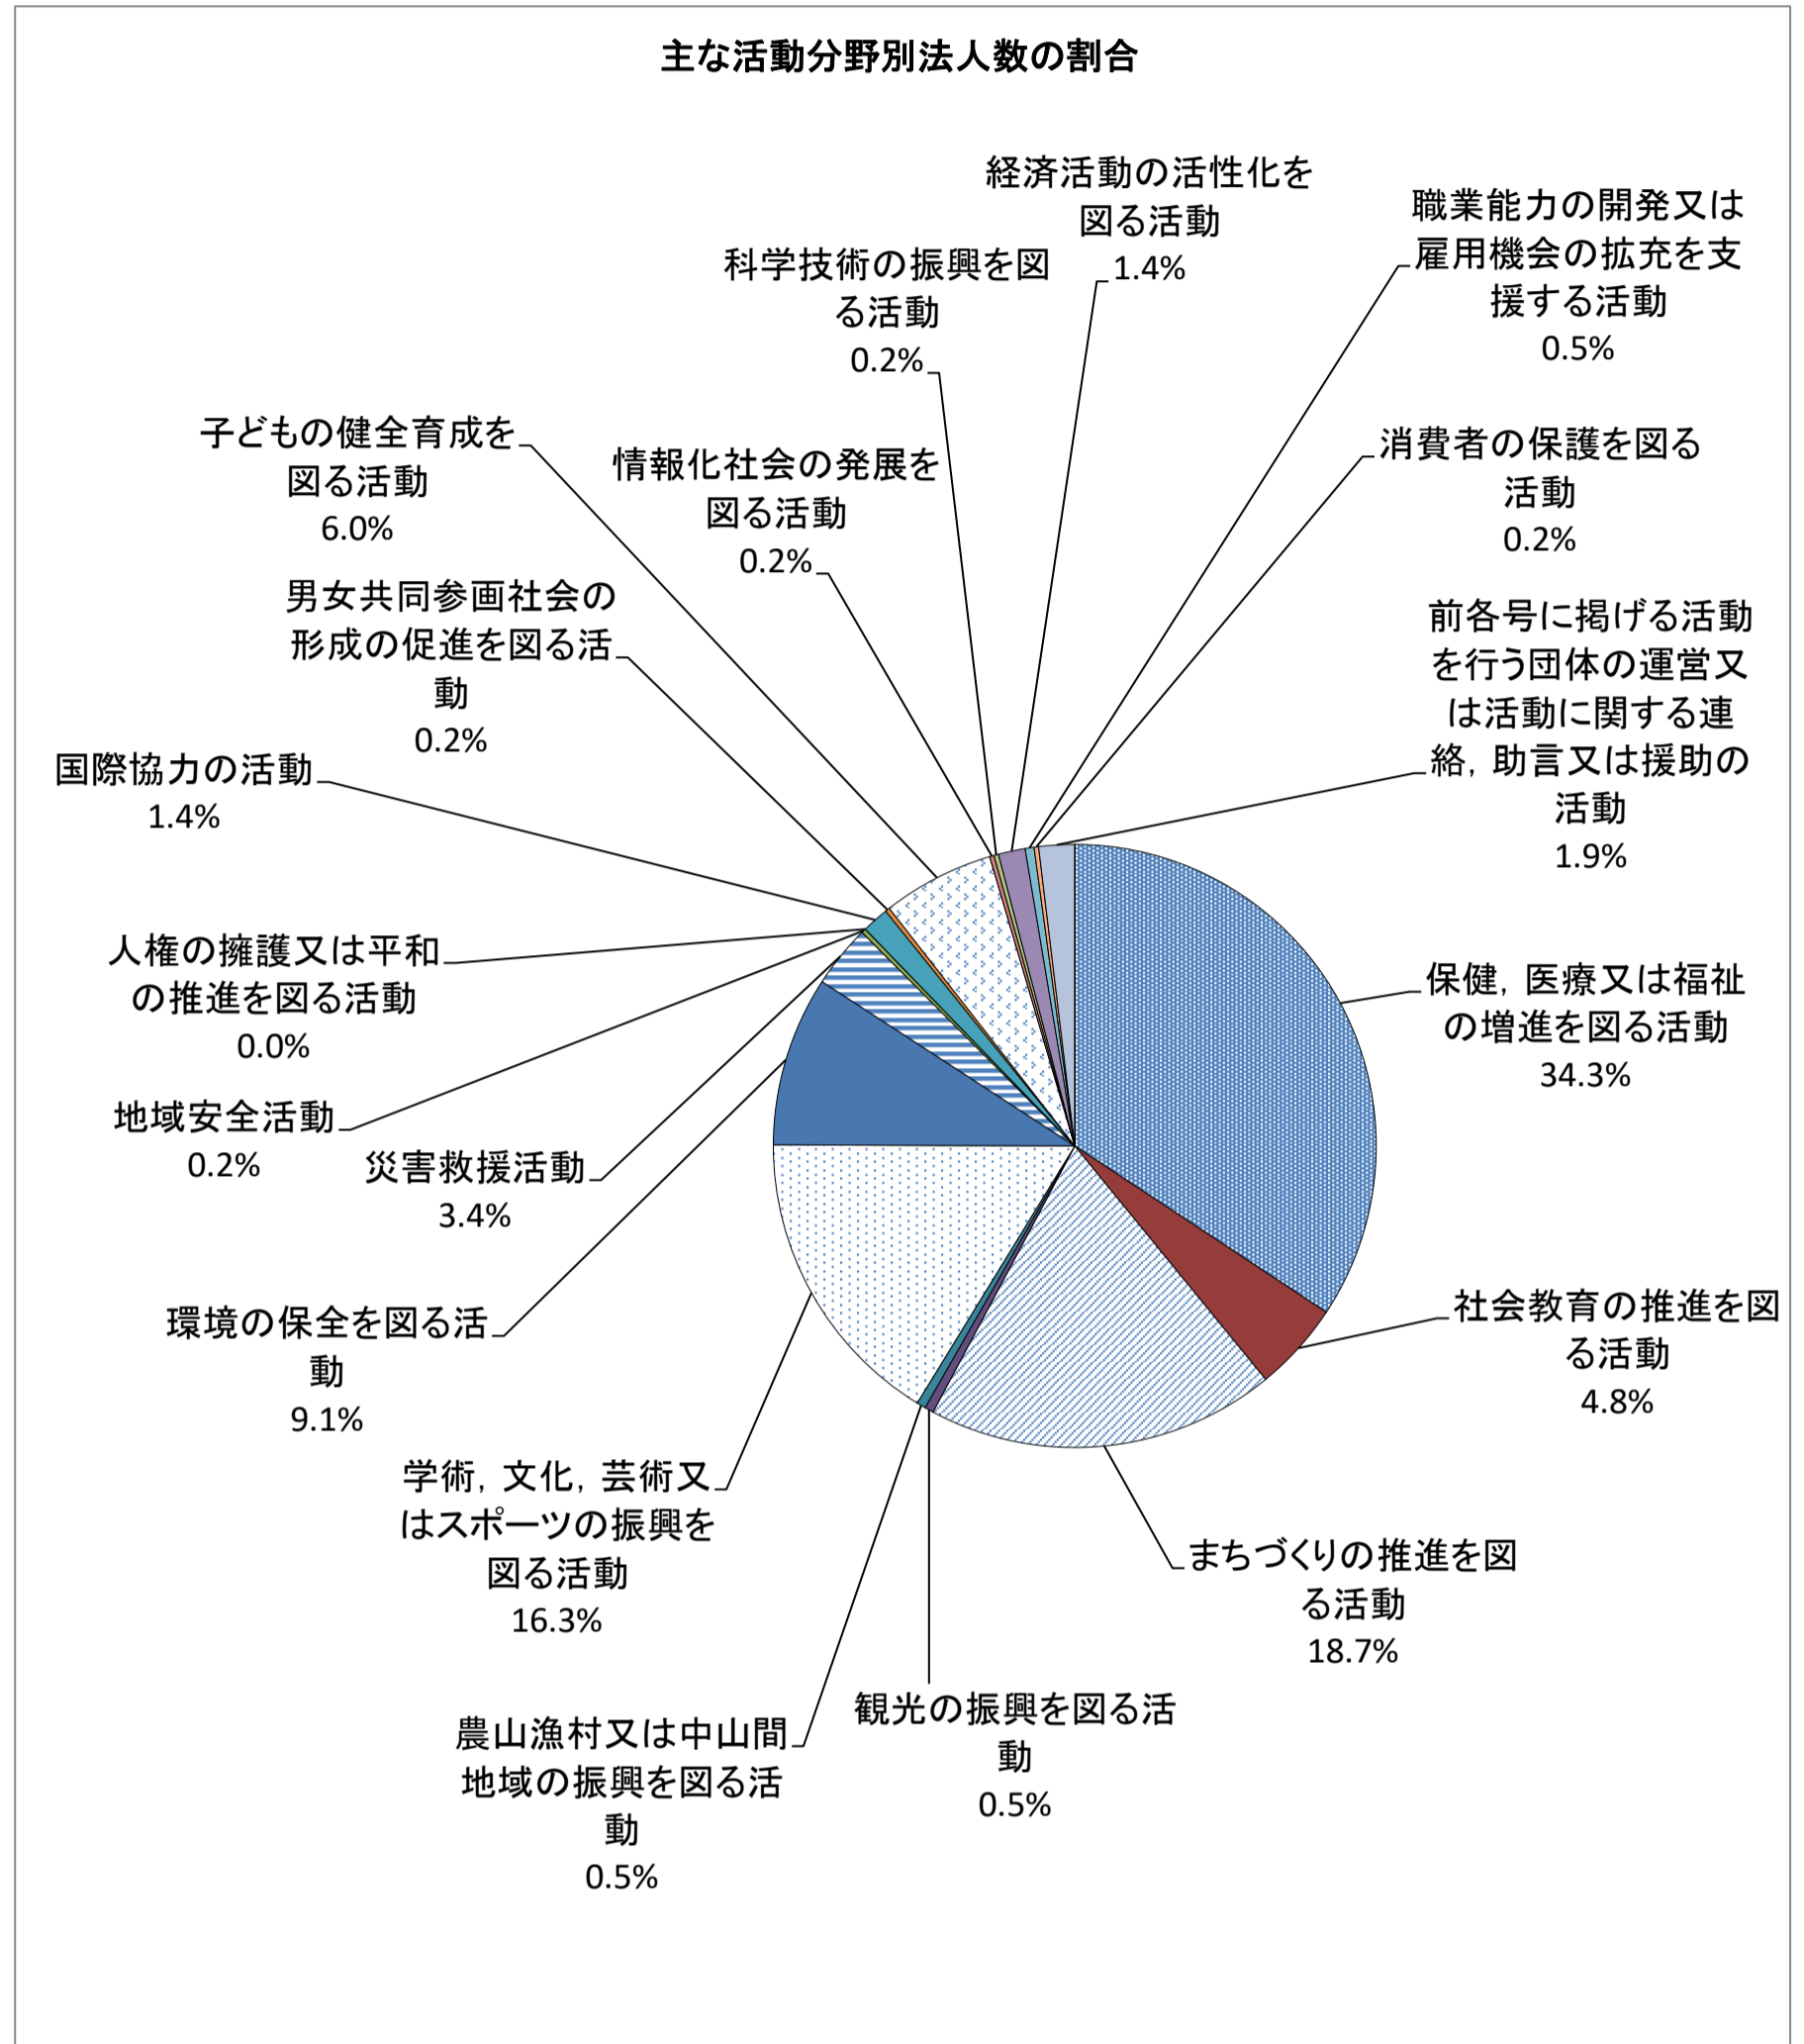 主な活動分野別法人数の割合
経済活動の活性化を
図る活動
1.4%
職業能力の開発又は
雇用機会の拡充を支
援する活動
0.5%
科学技術の振興を図
る活動
0.2%
子どもの健全育成を
図る活動
6.0%
情報化社会の発展を
図る活動
0.2%
消費者の保護を図る
活動
0.2%
男女共同参画社会の
形成の促進を図る活
動
0.2%
前各号に掲げる活動
を行う団体の運営又
は活動に関する連
絡，助言又は援助の
活動
1.9%
国際協力の活動
1.4%
人権の擁護又は平和
の推進を図る活動
0.0%
保健，医療又は福祉
の増進を図る活動
34.3%
地域安全活動
0.2%
災害救援活動
3.4%
環境の保全を図る活
動
9.1%
社会教育の推進を図
る活動
4.8%
学術，文化，芸術又
はスポーツの振興を
図る活動
16.3%
まちづくりの推進を図
る活動
18.7%
農山漁村又は中山間
地域の振興を図る活
動
0.5%
観光の振興を図る活
動
0.5%